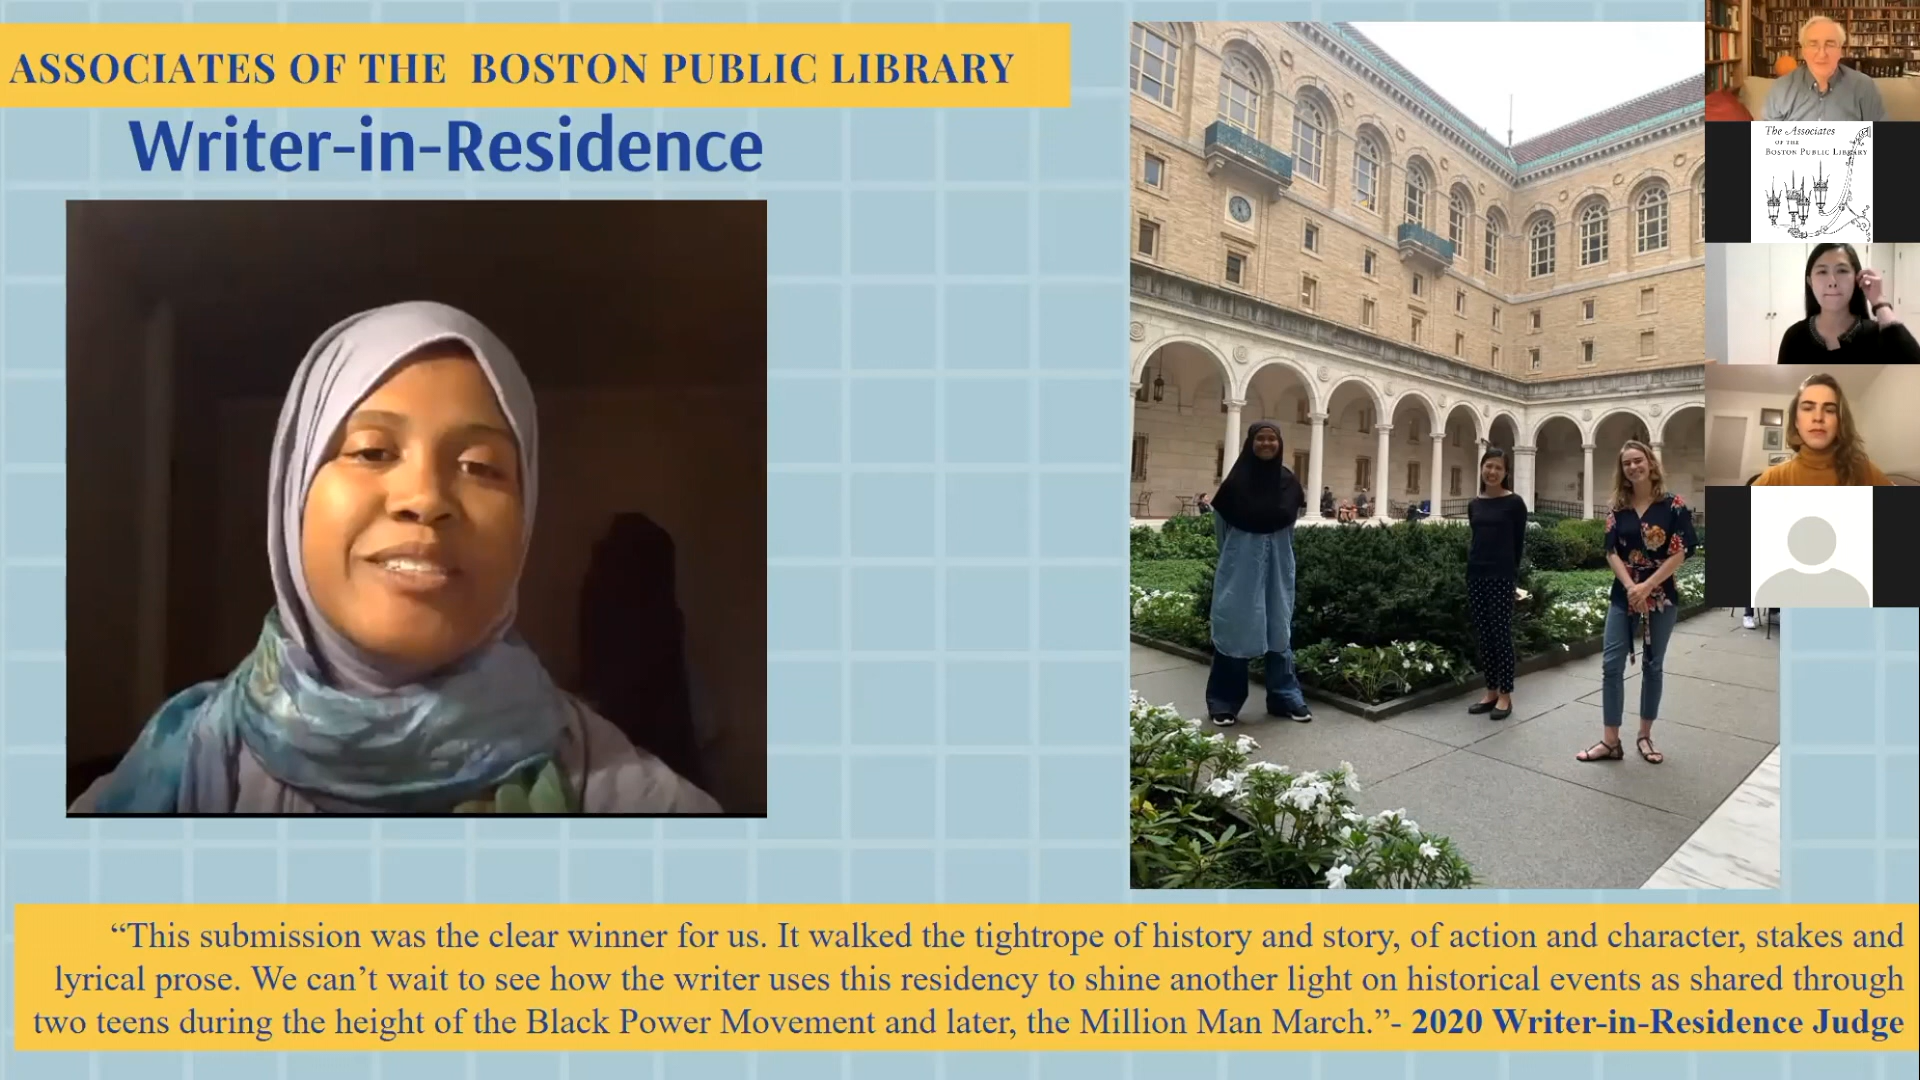 ASSOCIATES OF THE BOSTON PUBLIC LIBRARY
Writer-in-Residence
The Associates
OF THE
BOSTON PUBLIC LIBRARY
“This submission was the clear winner for us. It walked the tightrope of history and story, of action and character, stakes and
lyrical prose. We can’t wait to see how the writer uses this residency to shine another light on historical events as shared through
two teens during the height of the Black Power Movement and later, the Million Man March.”- 2020 Writer-in-Residence Judge